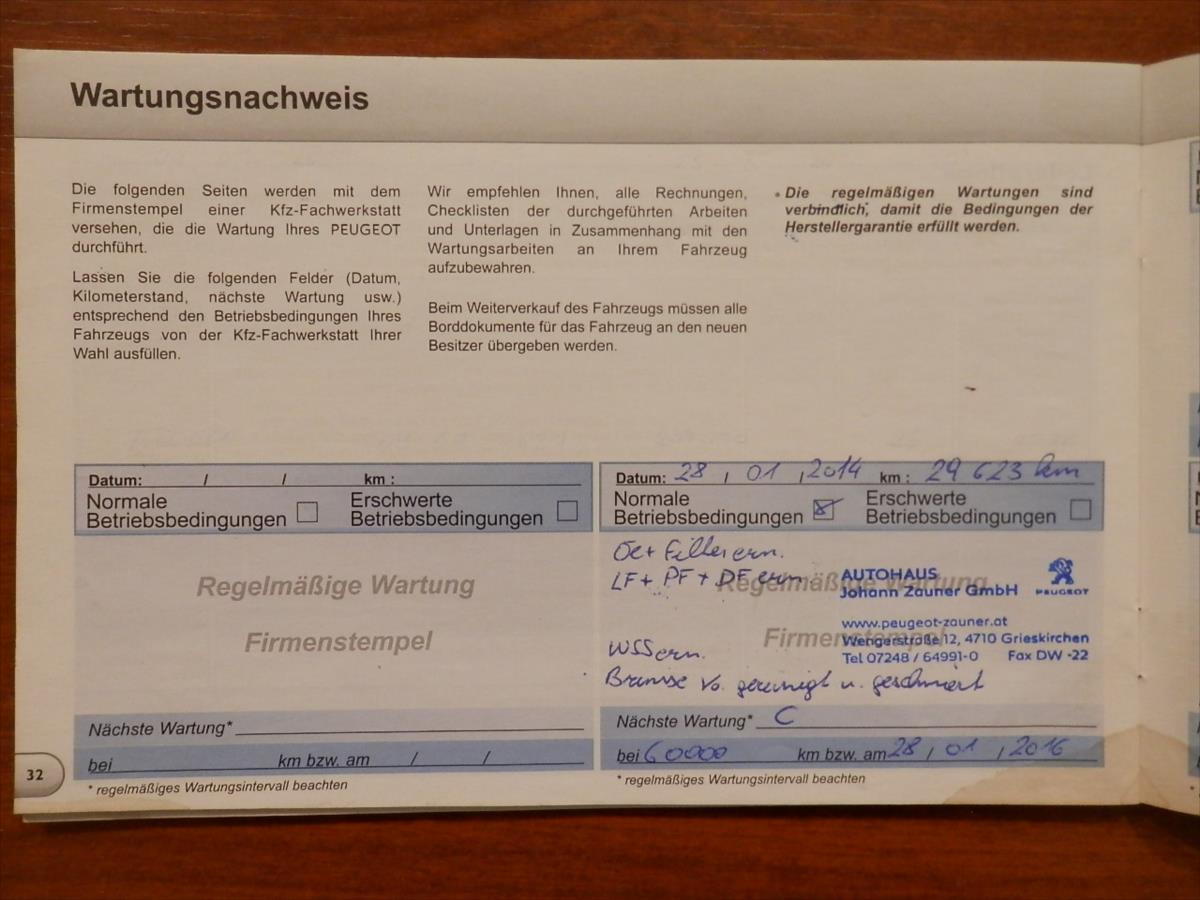 Wartungsnachweis
Die folgenden Seiten werden mit dem
Firmenstempel einer Kfz-Fachwerkstatt
versehen, die die Wartung Ihres PEUGEOT
durchführt.
Lassen Sie die folgenden Felder (Datum,
Kilometerstand, nächste Wartung usw.)
entsprechend den Betriebsbedingungen Ihres
Fahrzeugs von der Kfz-Fachwerkstatt Ihrer
Wahl ausfüllen.
Wir empfehlen Ihnen, alle Rechnungen,
Checklisten der durchgeführten Arbeiten
und Unterlagen in Zusammenhang mit den
Wartungsarbeiten an Ihrem Fahrzeug
aufzubewahren.
Beim Weiterverkauf des Fahrzeugs müssen alle
Borddokumente für das Fahrzeug an den neuen
Besitzer übergeben werden.
• Die regelmäßigen Wartungen sind
verbindlich, damit die Bedingungen der
Herstellergarantie erfüllt werden.
Datum: / / km :
Normale
Betriebsbedingungen
Erschwerte
Betriebsbedingungen
Regelmäßige Wartung
Firmenstempel
Nächste Wartung*
bei km bzw. am / /
* regelmäßiges Wartungsintervall beachten
32
Datum: 28 / 01 / 2014 km : 29 623 km
Normale
Betriebsbedingungen
Erschwerte
Betriebsbedingungen
Oel+Filter ern.
LF + PF + DF ern
Regelmäßige Wartung
Firmenstempel
AUTOHAUS
Johann Zauner GmbH
PEUGEOT
www.peugeot-zauner.at
Wengerstraße 12, 4710 Grieskirchen
Tel 07248 / 64991-0 Fax DW -22
WSS ern.
Bremse Vo. gereinigt u. geschmiert
Nächste Wartung* C
bei 60000 km bzw. am 28 / 01 / 2016
* regelmäßiges Wartungsintervall beachten